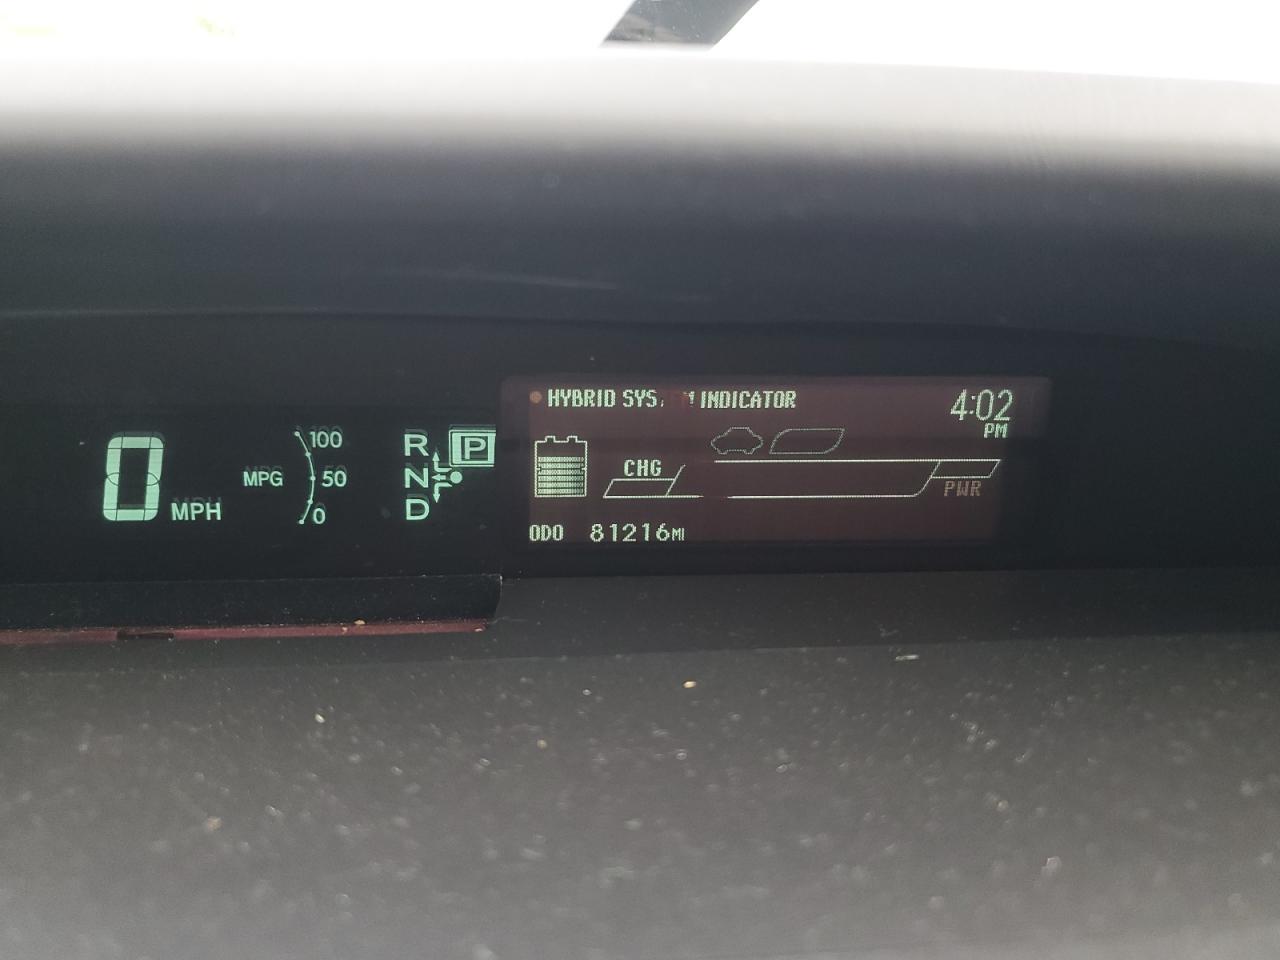 0 MPH
MPG
100
50
0
R
N
D
P
HYBRID SYS INDICATOR
4:02
PM
CHG
PWR
ODO 81216MI